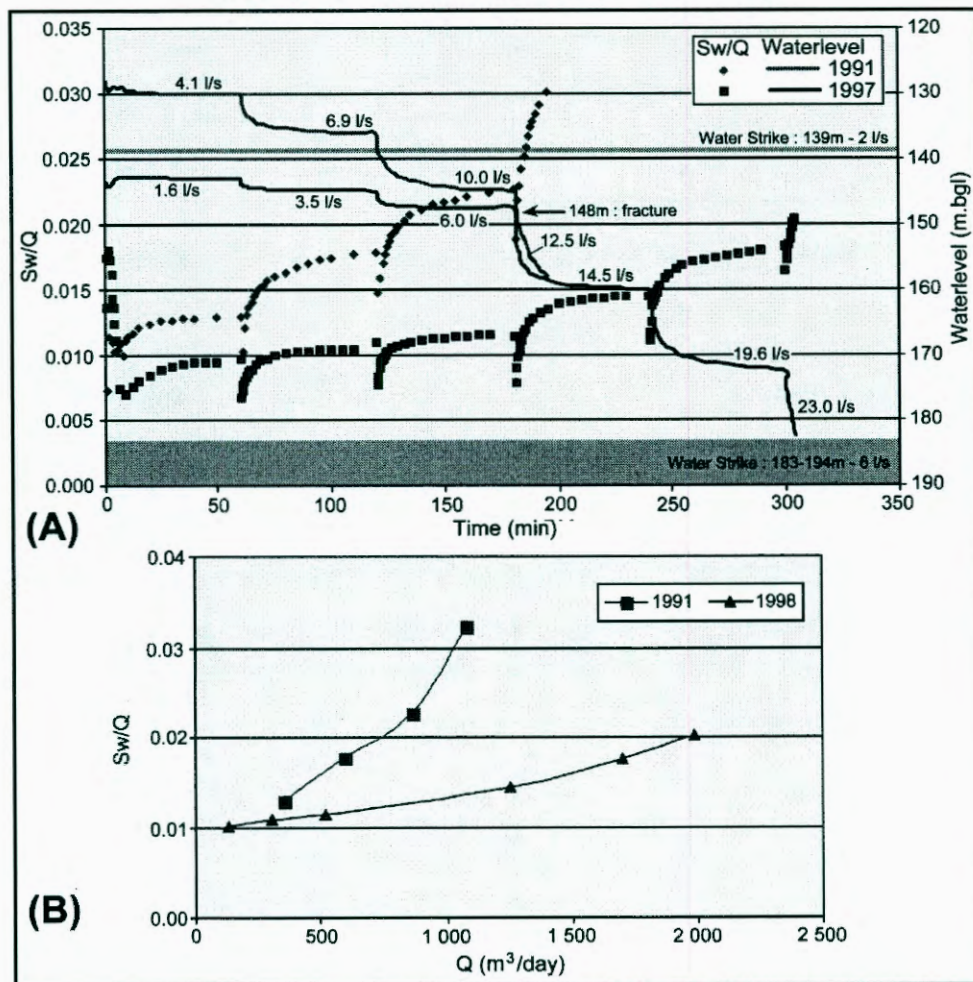 0.035
0.030
0.025
0.020
0.015
0.010
0.005
0.000
Sw/Q
120
130
140
150
160
170
180
190
Waterlevel (m.bgl)
Sw/Q Waterlevel
1991
1997
4.1 l/s
6.9 l/s
Water Strike : 139m - 2 l/s
1.6 l/s
3.5 l/s
10.0 l/s
6.0 l/s
148m : fracture
12.5 l/s
14.5 l/s
19.6 l/s
23.0 l/s
Water Strike : 183-194m - 6 l/s
0 50 100 150 200 250 300 350
Time (min)
(A)
0.04
0.03
0.02
0.01
0.00
Sw/Q
1991 1998
0 500 1 000 1 500 2 000 2 500
Q (m³/day)
(B)